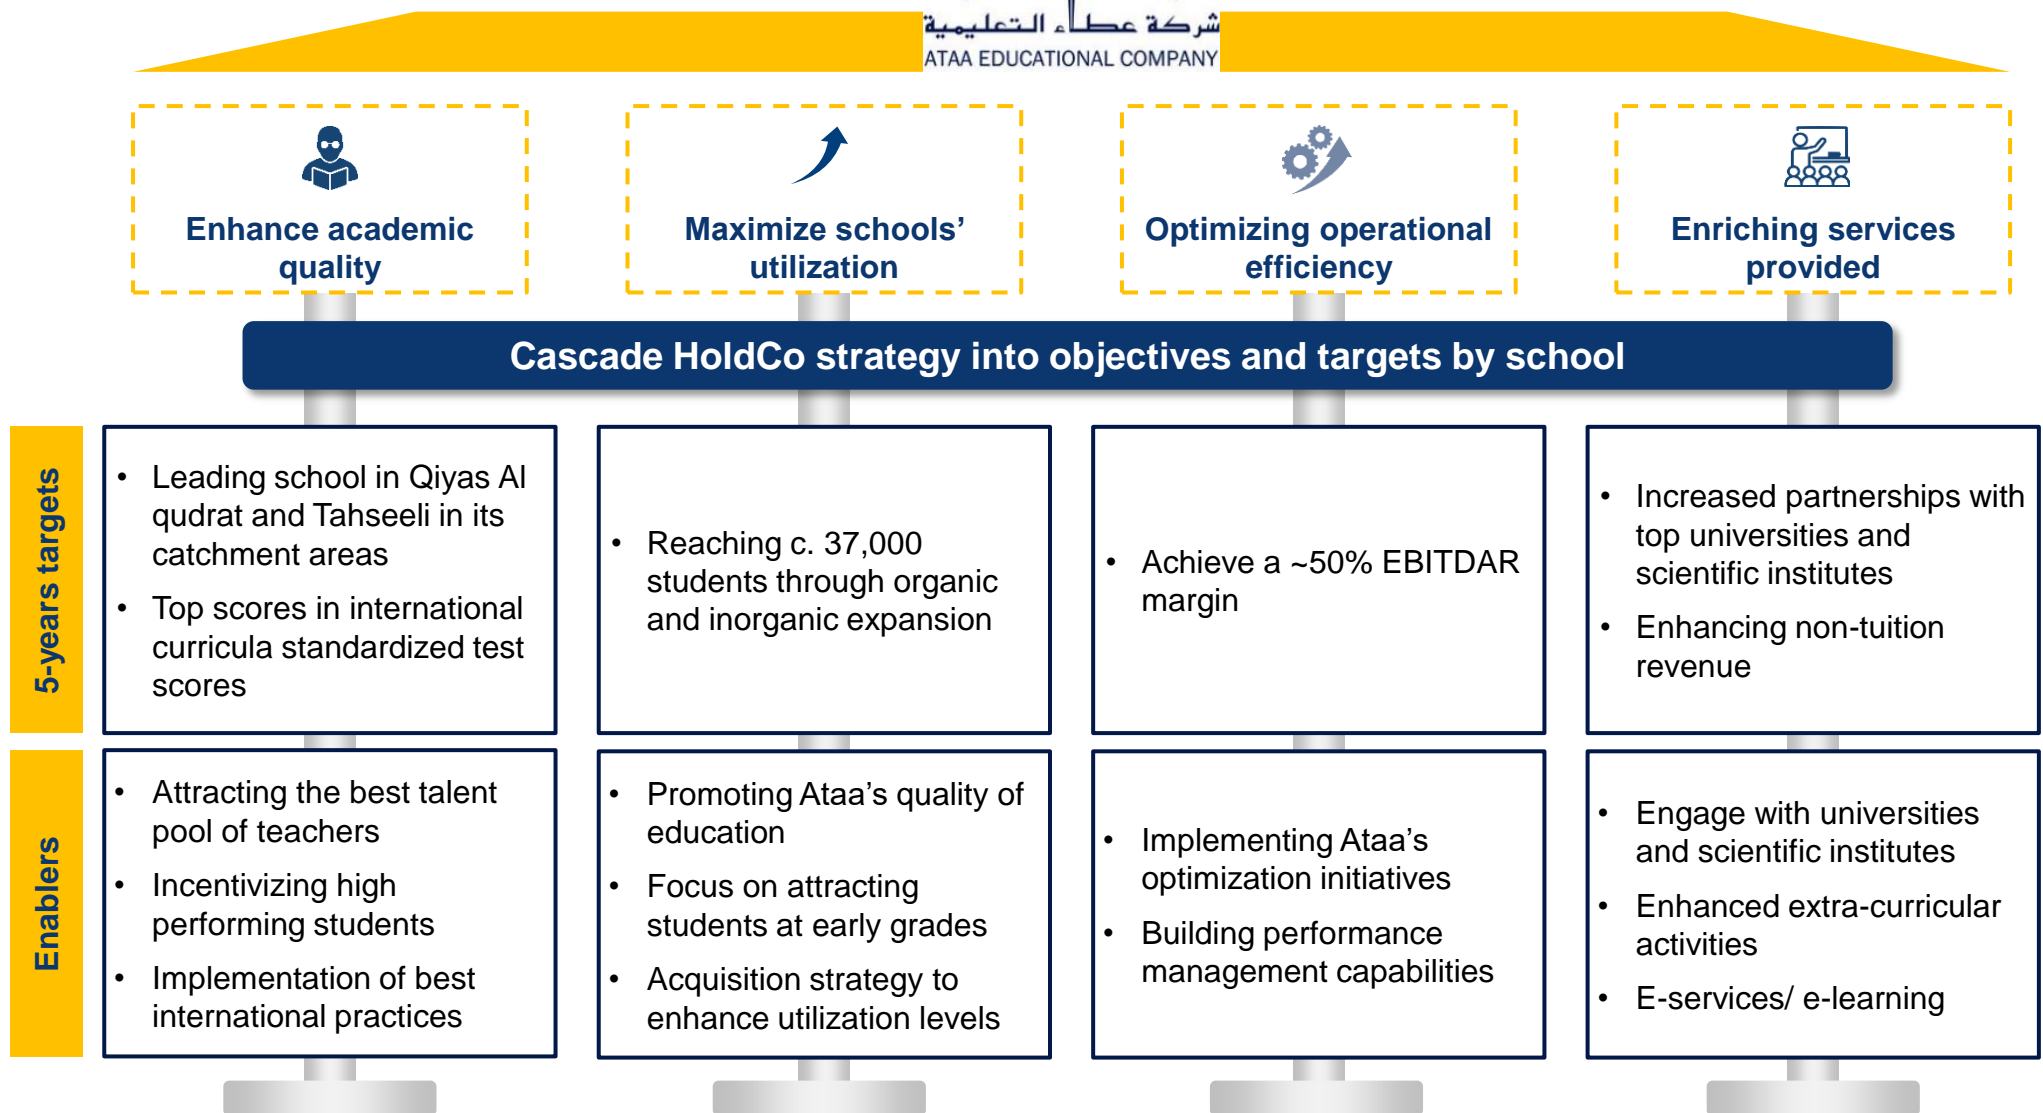 شركة عطاء التعليمية
ATAA EDUCATIONAL COMPANY
Enhance academic
quality
Maximize schools’
utilization
Optimizing operational
efficiency
Enriching services
provided
Cascade HoldCo strategy into objectives and targets by school
5-years targets
• Leading school in Qiyas Al
qudrat and Tahseeli in its
catchment areas
• Top scores in international
curricula standardized test
scores
• Reaching c. 37,000
students through organic
and inorganic expansion
• Achieve a ~50% EBITDAR
margin
• Increased partnerships with
top universities and
scientific institutes
• Enhancing non-tuition
revenue
Enablers
• Attracting the best talent
pool of teachers
• Incentivizing high
performing students
• Implementation of best
international practices
• Promoting Ataa’s quality of
education
• Focus on attracting
students at early grades
• Acquisition strategy to
enhance utilization levels
• Implementing Ataa’s
optimization initiatives
• Building performance
management capabilities
• Engage with universities
and scientific institutes
• Enhanced extra-curricular
activities
• E-services/ e-learning